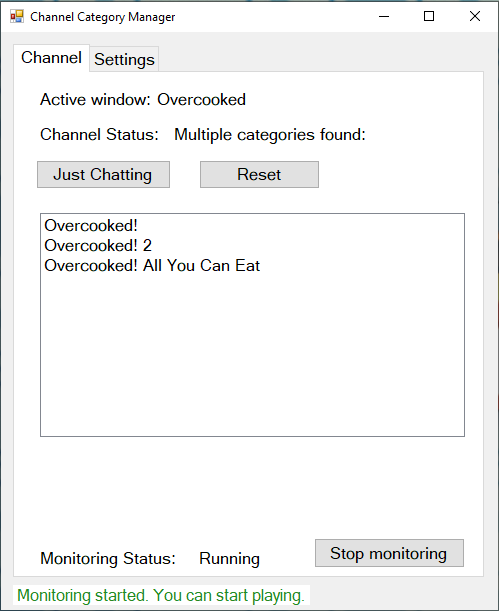 Channel Category Manager
Channel Settings
Active window: Overcooked
Channel Status: Multiple categories found:
Just Chatting Reset
Overcooked!
Overcooked! 2
Overcooked! All You Can Eat
Monitoring Status: Running Stop monitoring
Monitoring started. You can start playing.